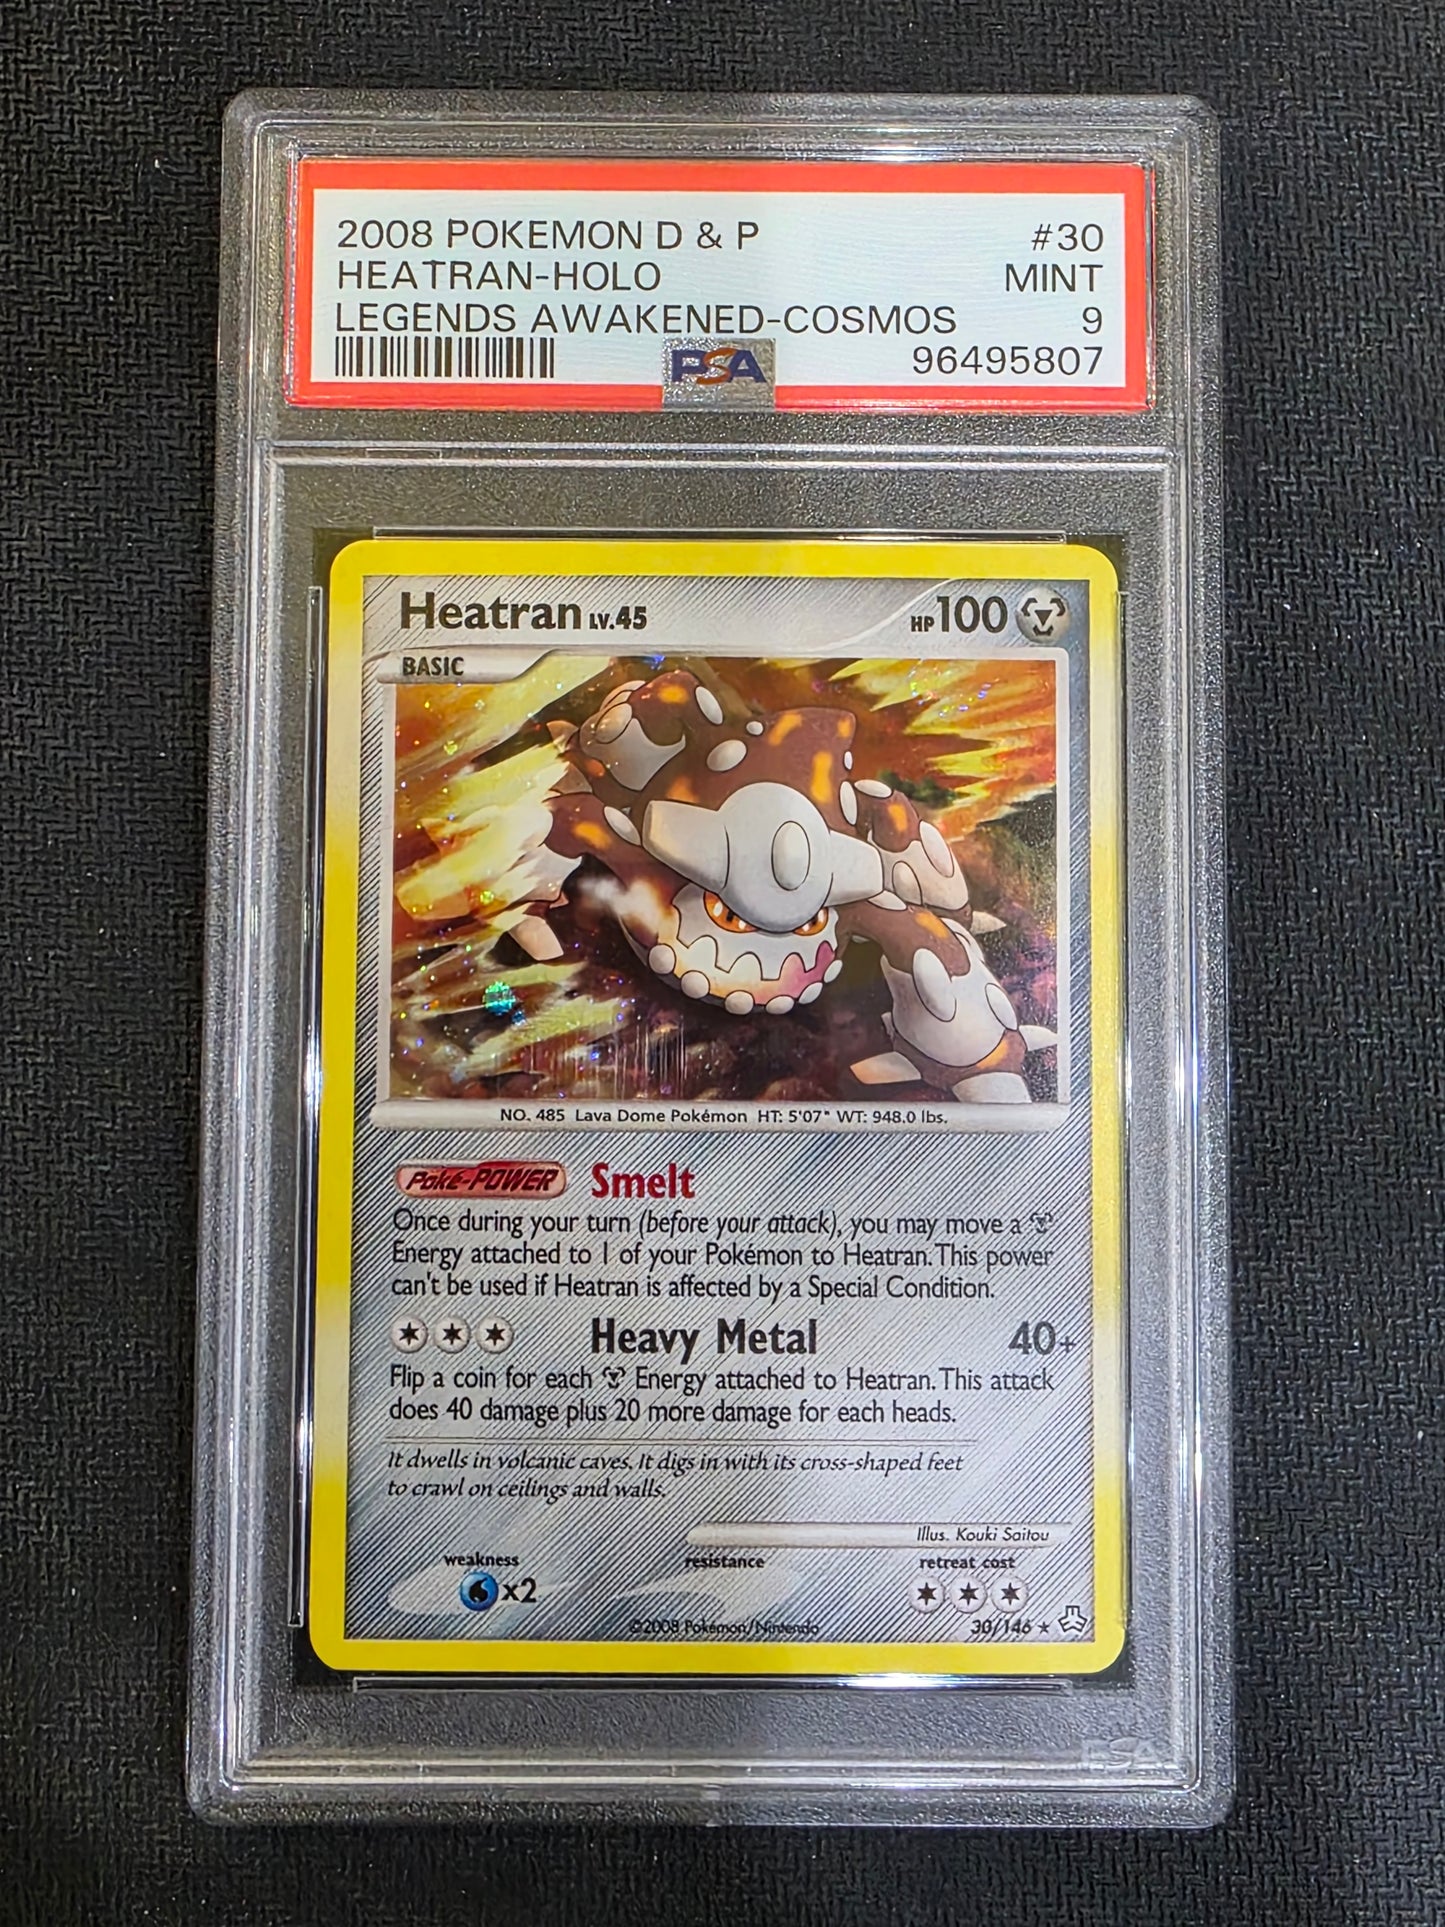 2008 POKEMON D & P #30
HEATRAN-HOLO MINT
LEGENDS AWAKENED-COSMOS 9
PSA 96495807
Heatran LV.45 HP 100
BASIC
NO. 485 Lava Dome Pokémon HT: 5'07" WT: 948.0 lbs.
Poké-POWER Smelt
Once during your turn (before your attack), you may move a
Energy attached to 1 of your Pokémon to Heatran. This power
can't be used if Heatran is affected by a Special Condition.
Heavy Metal 40+
Flip a coin for each Energy attached to Heatran. This attack
does 40 damage plus 20 more damage for each heads.
It dwells in volcanic caves. It digs in with its cross-shaped feet
to crawl on ceilings and walls.
Illus. Kouki Saitou
weakness resistance retreat cost
x2
©2008 Pokémon/Nintendo 30/146 ★
PSA